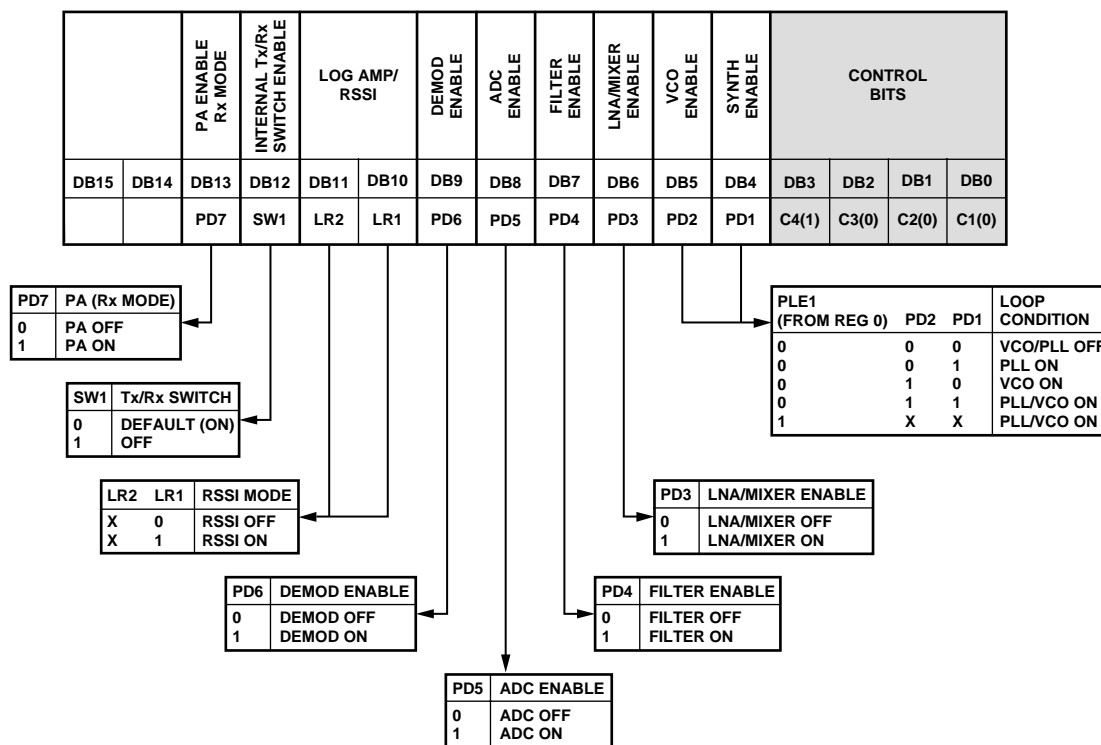 PA ENABLE
Rx MODE
INTERNAL Tx/Rx
SWITCH ENABLE
LOG AMP/
RSSI
DEMOD
ENABLE
ADC
ENABLE
FILTER
ENABLE
LNA/MIXER
ENABLE
VCO
ENABLE
SYNTH
ENABLE
CONTROL
BITS
DB15 DB14 DB13 DB12 DB11 DB10 DB9 DB8 DB7 DB6 DB5 DB4 DB3 DB2 DB1 DB0
PD7 SW1 LR2 LR1 PD6 PD5 PD4 PD3 PD2 PD1 C4(1) C3(0) C2(0) C1(0)
PD7 PA (Rx MODE)
0 PA OFF
1 PA ON
PLE1
(FROM REG 0) PD2 PD1 LOOP
CONDITION
0 0 0 VCO/PLL OFF
0 0 1 PLL ON
0 1 0 VCO ON
0 1 1 PLL/VCO ON
1 X X PLL/VCO ON
SW1 Tx/Rx SWITCH
0 DEFAULT (ON)
1 OFF
LR2 LR1 RSSI MODE
X 0 RSSI OFF
X 1 RSSI ON
PD3 LNA/MIXER ENABLE
0 LNA/MIXER OFF
1 LNA/MIXER ON
PD6 DEMOD ENABLE
0 DEMOD OFF
1 DEMOD ON
PD4 FILTER ENABLE
0 FILTER OFF
1 FILTER ON
PD5 ADC ENABLE
0 ADC OFF
1 ADC ON